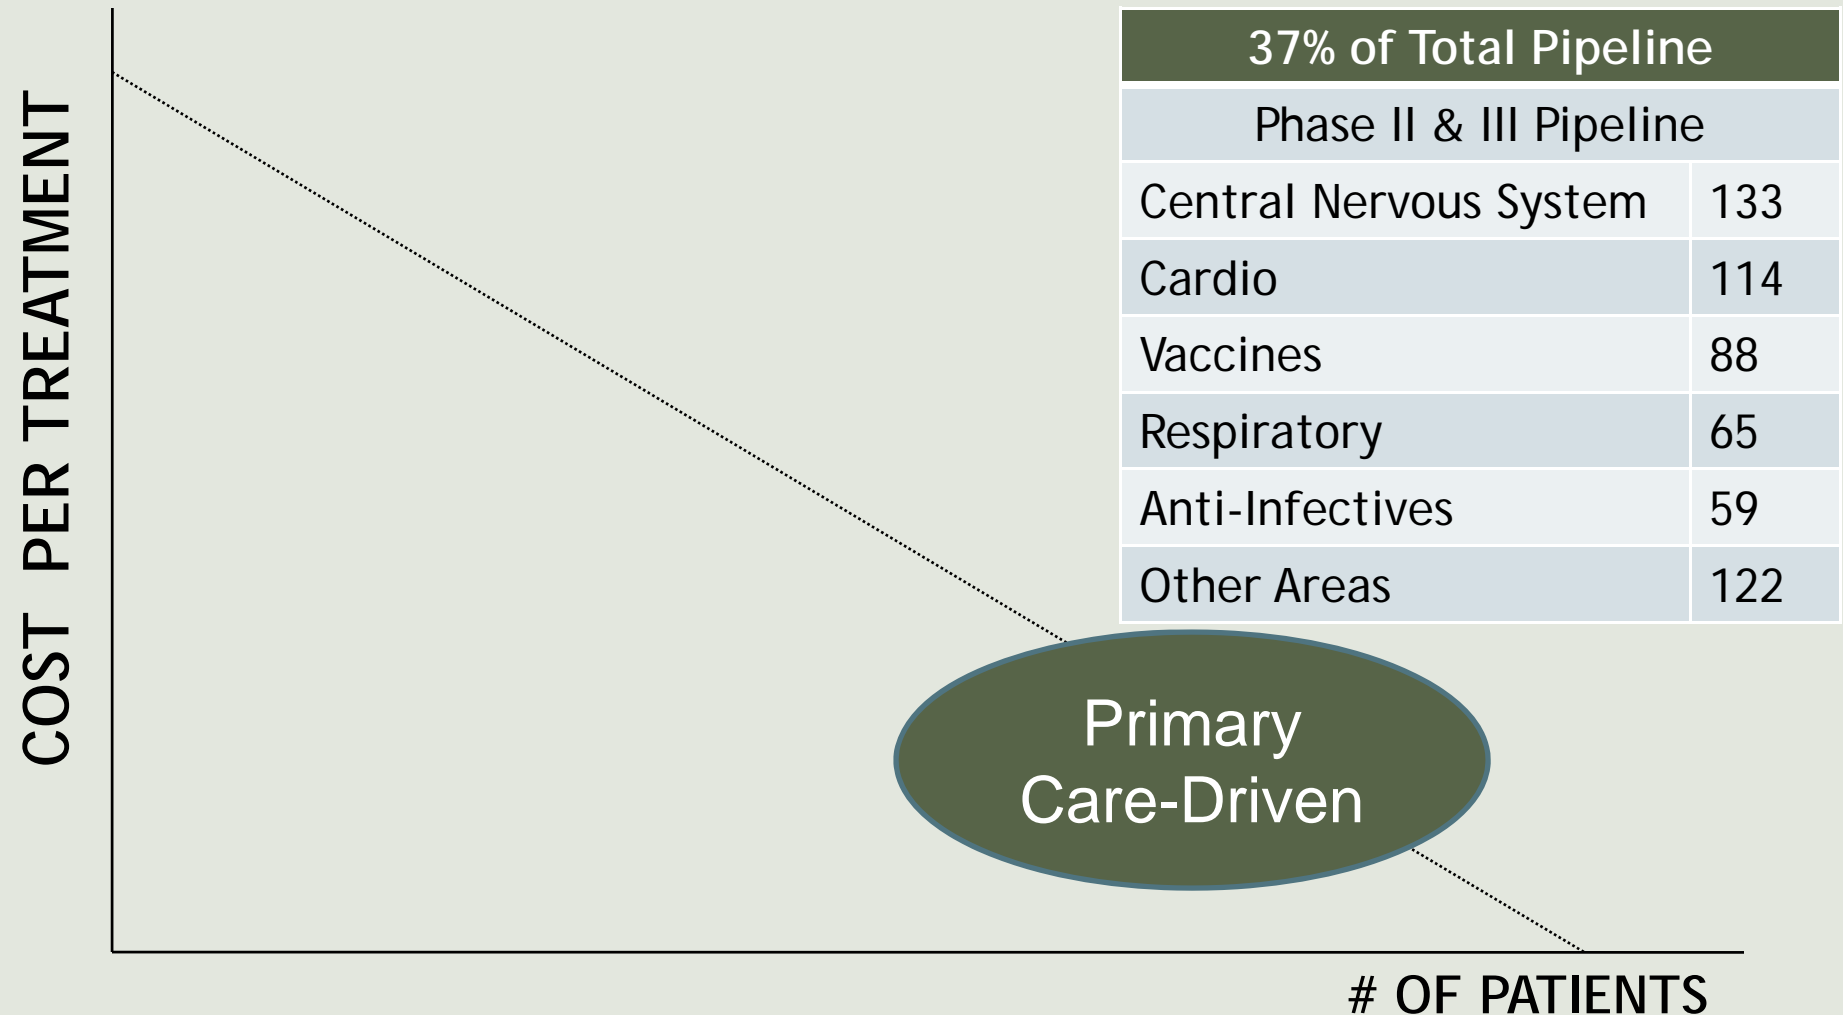 COST PER TREATMENT
37% of Total Pipeline
Phase II & III Pipeline
Central Nervous System 133
Cardio 114
Vaccines 88
Respiratory 65
Anti-Infectives 59
Other Areas 122
Primary
Care-Driven
# OF PATIENTS